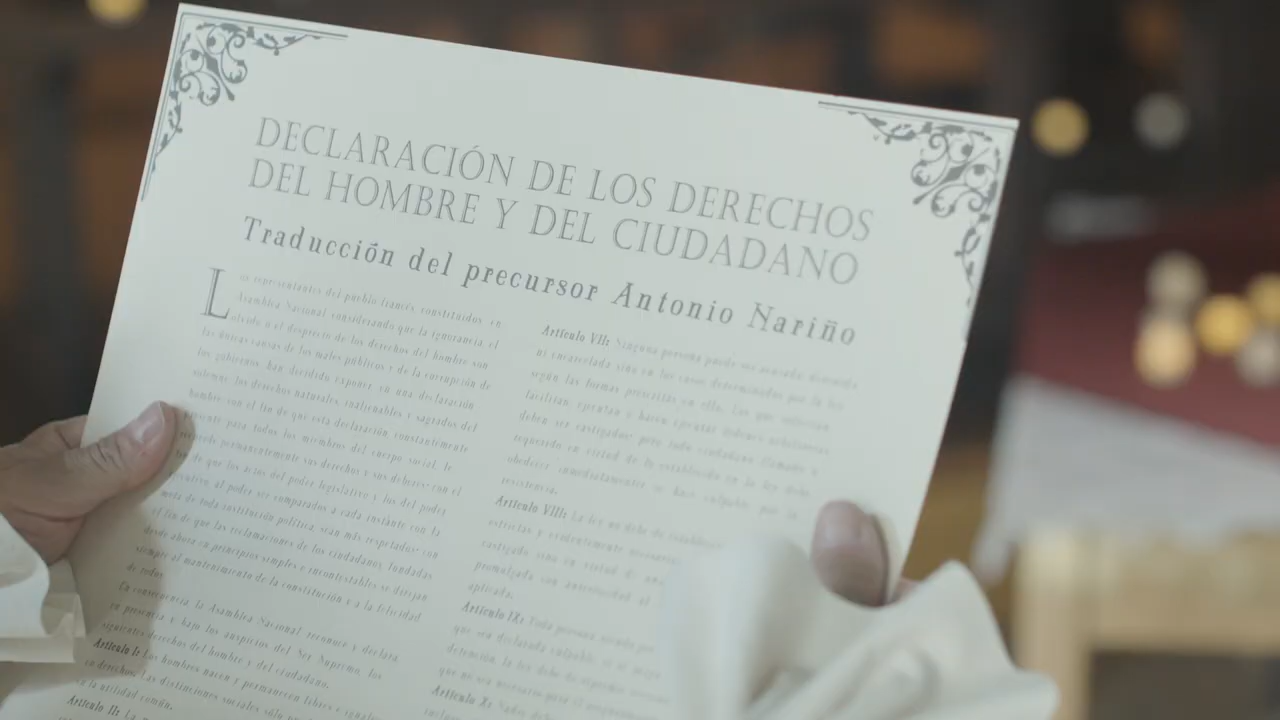 DECLARACIÓN DE LOS DERECHOS
DEL HOMBRE Y DEL CIUDADANO
Traducción del precursor Antonio Nariño
Los representantes del pueblo francés, constituidos en
Asamblea Nacional considerando que la ignorancia, el
olvido o el desprecio de los derechos del hombre son
las únicas causas de los males públicos y de la corrupción de
los gobiernos, han decidido exponer en una declaración
solemne, los derechos naturales, inalienables y sagrados del
hombre con el fin de que esta declaración constantemente
presente para todos los miembros del cuerpo social, le
recuerde permanentemente sus derechos y sus deberes: con el
fin de que los actos del poder legislativo y los del poder
ejecutivo al poder ser comparados a cada instante con la
meta de toda institución política, sean más respetados: con
el fin de que las reclamaciones de los ciudadanos, fundadas
desde ahora en principios simples e incontestables se dirijan
siempre al mantenimiento de la constitución y a la felicidad
de todos.
En consecuencia, la Asamblea Nacional reconoce y declara
en presencia y bajo los auspicios del Ser Supremo, los
siguientes derechos del hombre y del ciudadano.
Artículo I: Los hombres nacen y permanecen libres e iguales
en derechos. Las distinciones sociales sólo
en la utilidad común.
Artículo II: La
Artículo VII: Ninguna persona puede ser acusada, detenida
ni encarcelada sino en los casos determinados por la ley
según las formas prescritas en ella. Los que soliciten
faciliten, ejecuten o hagan ejecutar órdenes arbitrarias
deben ser castigados: pero todo ciudadano llamado o
requerido en virtud de lo establecido en la ley debe
obedecer inmediatamente se hace culpable por su
resistencia.
Artículo VIII: La ley no debe de establecer
estrictas y evidentemente necesarias
castigado sino en virtud de una
promulgada con anterioridad al
aplicada.
Artículo IX: Toda persona
que sea declarada culpable, si se
detención, la ley debe de
que no sea necesario para
Artículo X: Nadie debe